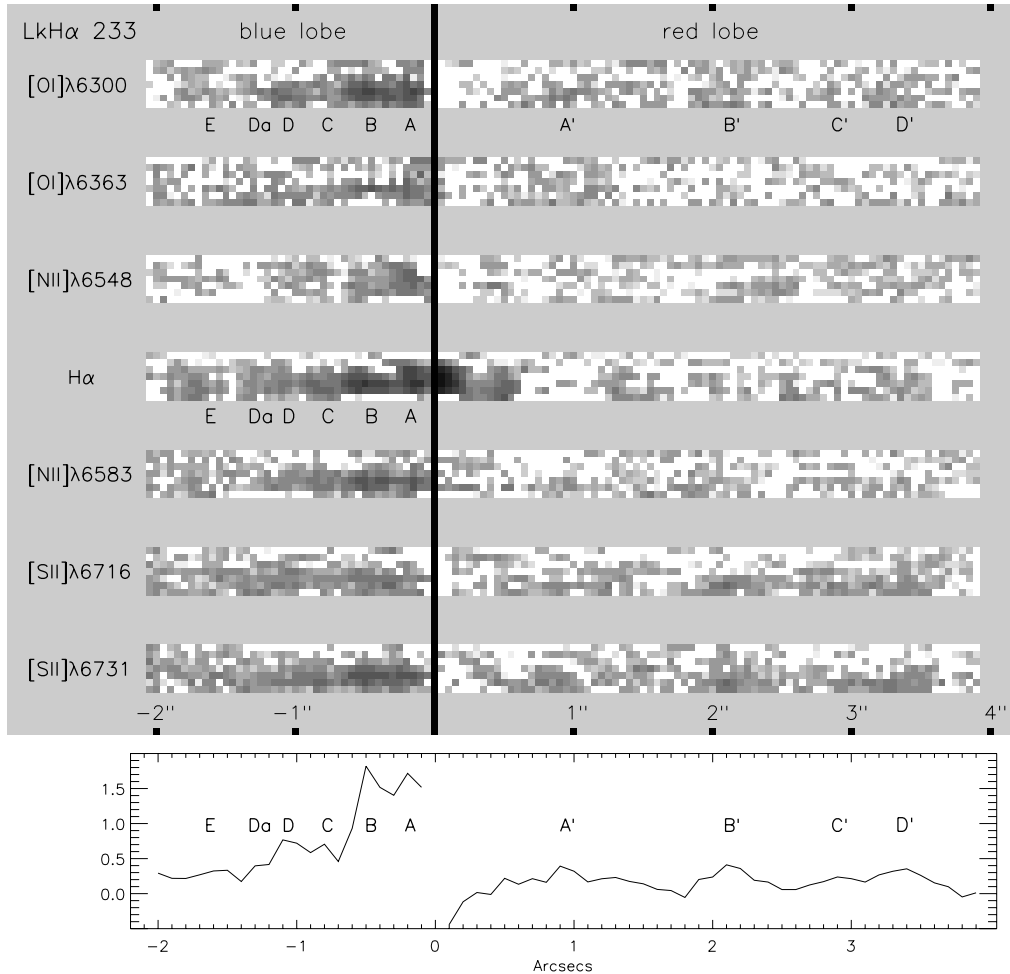 LkHα 233 blue lobe red lobe
[OI]λ6300
E Da D C B A A' B' C' D'
[OI]λ6363
[NII]λ6548
Hα
E Da D C B A
[NII]λ6583
[SII]λ6716
[SII]λ6731
-2" -1" 1" 2" 3" 4"
1.5
1.0
E Da D C B A A' B' C' D'
0.5
0.0
-2 -1 0 1 2 3
Arcsecs